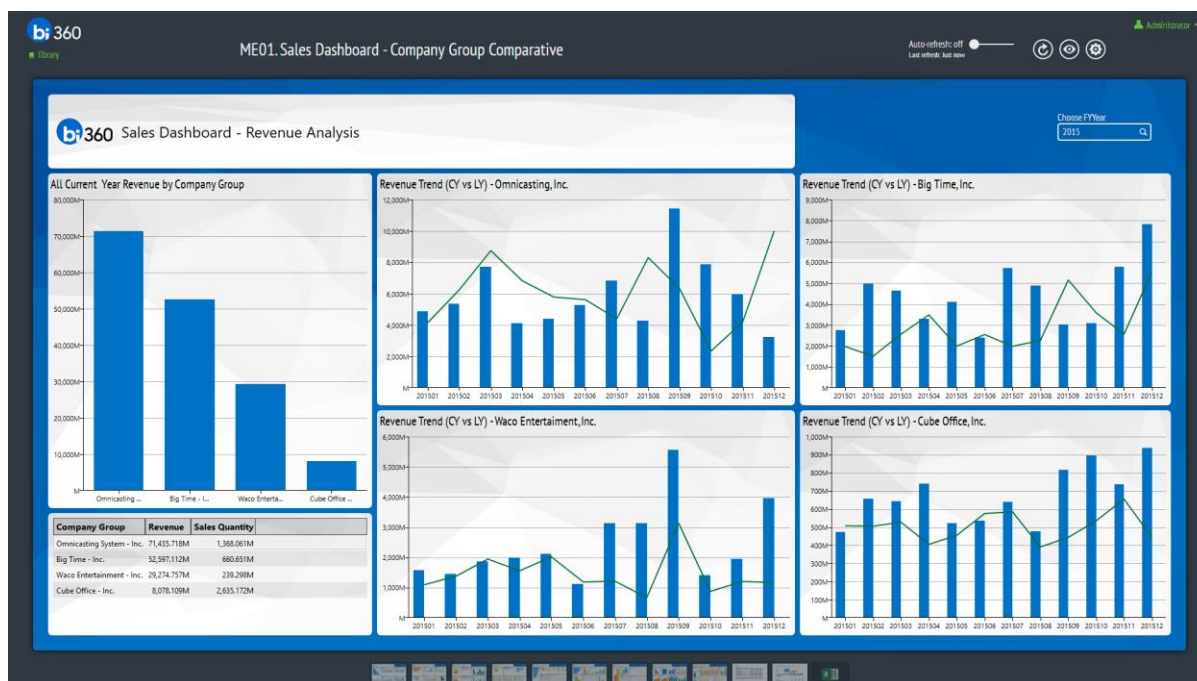 bi 360
Library
ME01. Sales Dashboard - Company Group Comparative
Auto-refresh: off
Last refresh: Just now
Administrator
bi 360 Sales Dashboard - Revenue Analysis
Choose FYYear
2015
All Current Year Revenue by Company Group
80,000M
70,000M
60,000M
50,000M
40,000M
30,000M
20,000M
10,000M
M
Omnicasting ...
Big Time - I...
Waco Enterta...
Cube Office ...
Company Group Revenue Sales Quantity
Omnicasting System - Inc. 71,435.718M 1,368.061M
Big Time - Inc. 52,597.112M 660.651M
Waco Entertainment - Inc. 29,274.757M 239.298M
Cube Office - Inc. 8,078.109M 2,635.172M
Revenue Trend (CY vs LY) - Omnicasting, Inc.
12,000M
10,000M
8,000M
6,000M
4,000M
2,000M
M
201501 201502 201503 201504 201505 201506 201507 201508 201509 201510 201511 201512
Revenue Trend (CY vs LY) - Big Time, Inc.
9,000M
8,000M
7,000M
6,000M
5,000M
4,000M
3,000M
2,000M
1,000M
M
201501 201502 201503 201504 201505 201506 201507 201508 201509 201510 201511 201512
Revenue Trend (CY vs LY) - Waco Entertaiment, Inc.
6,000M
5,000M
4,000M
3,000M
2,000M
1,000M
M
201501 201502 201503 201504 201505 201506 201507 201508 201509 201510 201511 201512
Revenue Trend (CY vs LY) - Cube Office, Inc.
1,000M
900M
800M
700M
600M
500M
400M
300M
200M
100M
M
201501 201502 201503 201504 201505 201506 201507 201508 201509 201510 201511 201512